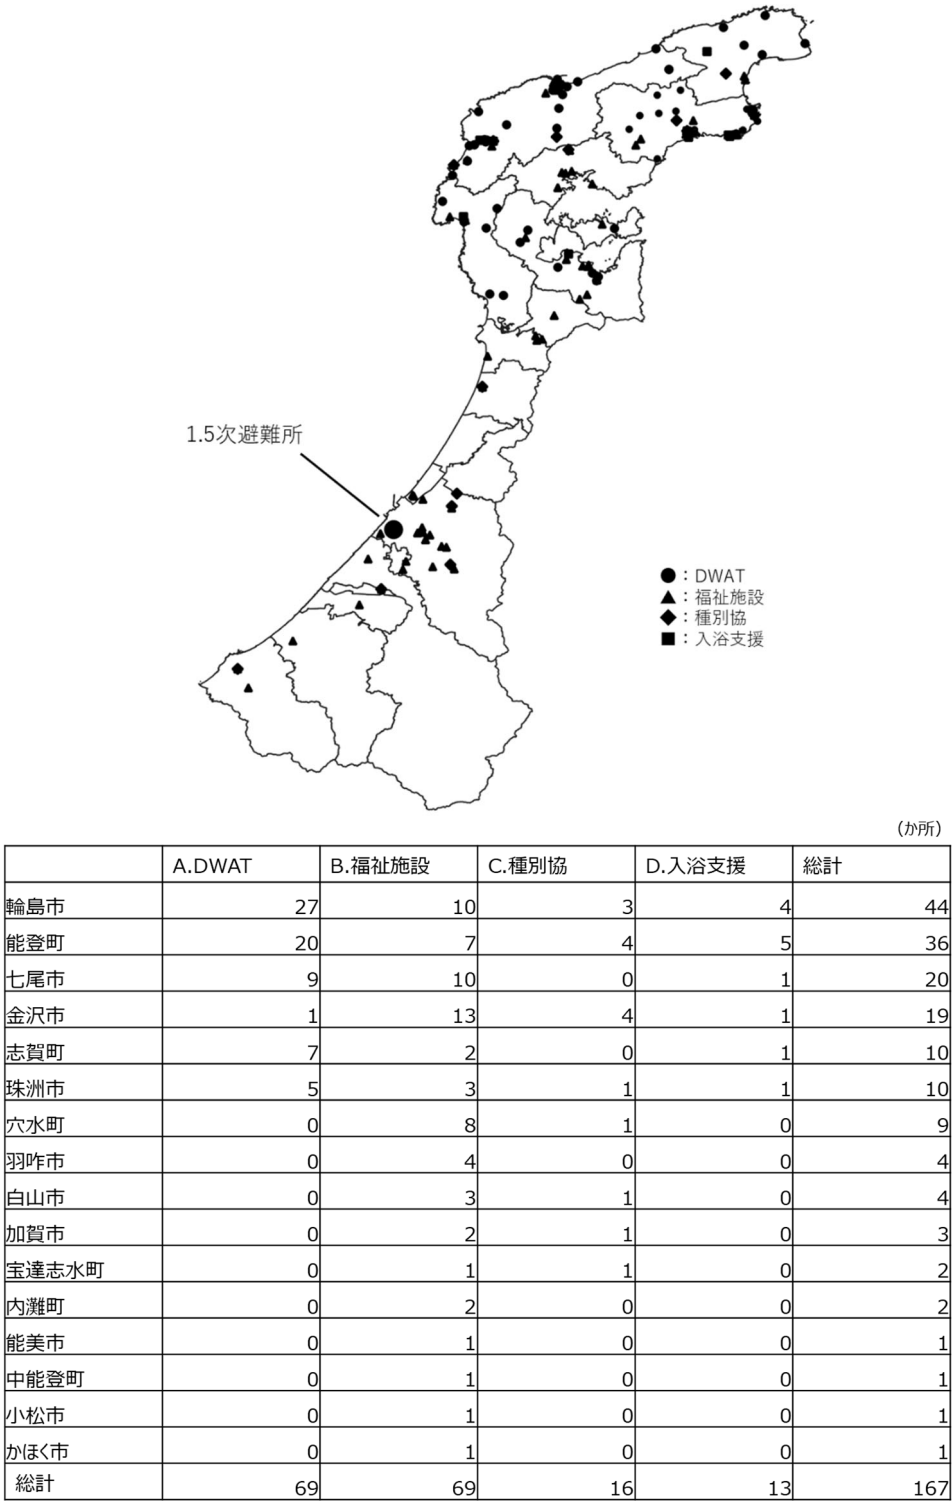 1.5次避難所
●：DWAT
▲：福祉施設
◆：種別協
■：入浴支援
（か所）
A.DWAT B.福祉施設 C.種別協 D.入浴支援 総計
輪島市 27 10 3 4 44
能登町 20 7 4 5 36
七尾市 9 10 0 1 20
金沢市 1 13 4 1 19
志賀町 7 2 0 1 10
珠洲市 5 3 1 1 10
穴水町 0 8 1 0 9
羽咋市 0 4 0 0 4
白山市 0 3 1 0 4
加賀市 0 2 1 0 3
宝達志水町 0 1 1 0 2
内灘町 0 2 0 0 2
能美市 0 1 0 0 1
中能登町 0 1 0 0 1
小松市 0 1 0 0 1
かほく市 0 1 0 0 1
総計 69 69 16 13 167